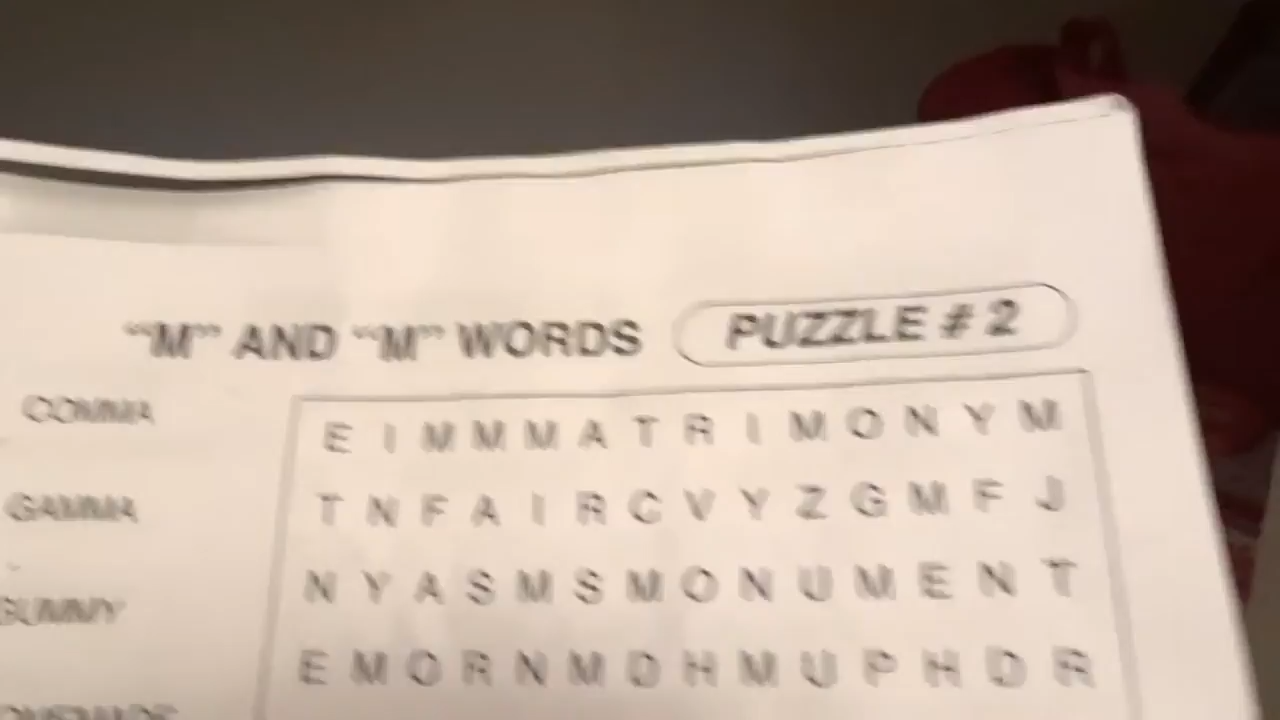 “M” AND “M” WORDS
PUZZLE # 2
COMMA
GAMMA
E I M M M A T R I M O N Y M
T N F A I R C V Y Z G M F J
N Y A S M S M O N U M E N T
E M O R N M O H M U P H D R